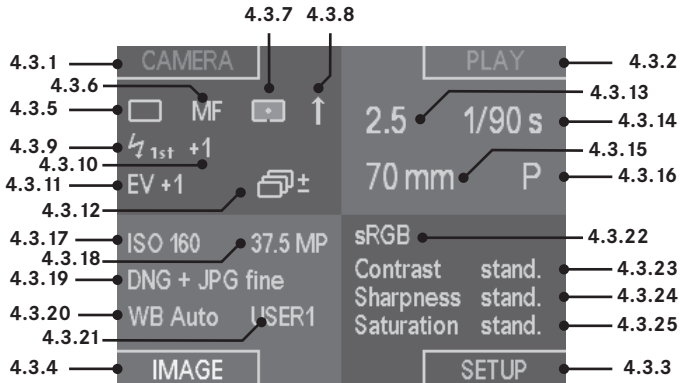 4.3.7 4.3.8
4.3.1 CAMERA PLAY 4.3.2
4.3.6 4.3.13
4.3.5 MF 2.5 1/90 s 4.3.14
4.3.9 1st +1
4.3.10 4.3.15
4.3.11 EV +1 ± 70 mm P 4.3.16
4.3.12
4.3.17 ISO 160 37.5 MP sRGB 4.3.22
4.3.18
4.3.19 DNG + JPG fine Contrast stand. 4.3.23
Sharpness stand. 4.3.24
4.3.20 WB Auto USER1 Saturation stand. 4.3.25
4.3.21
4.3.4 IMAGE SETUP 4.3.3